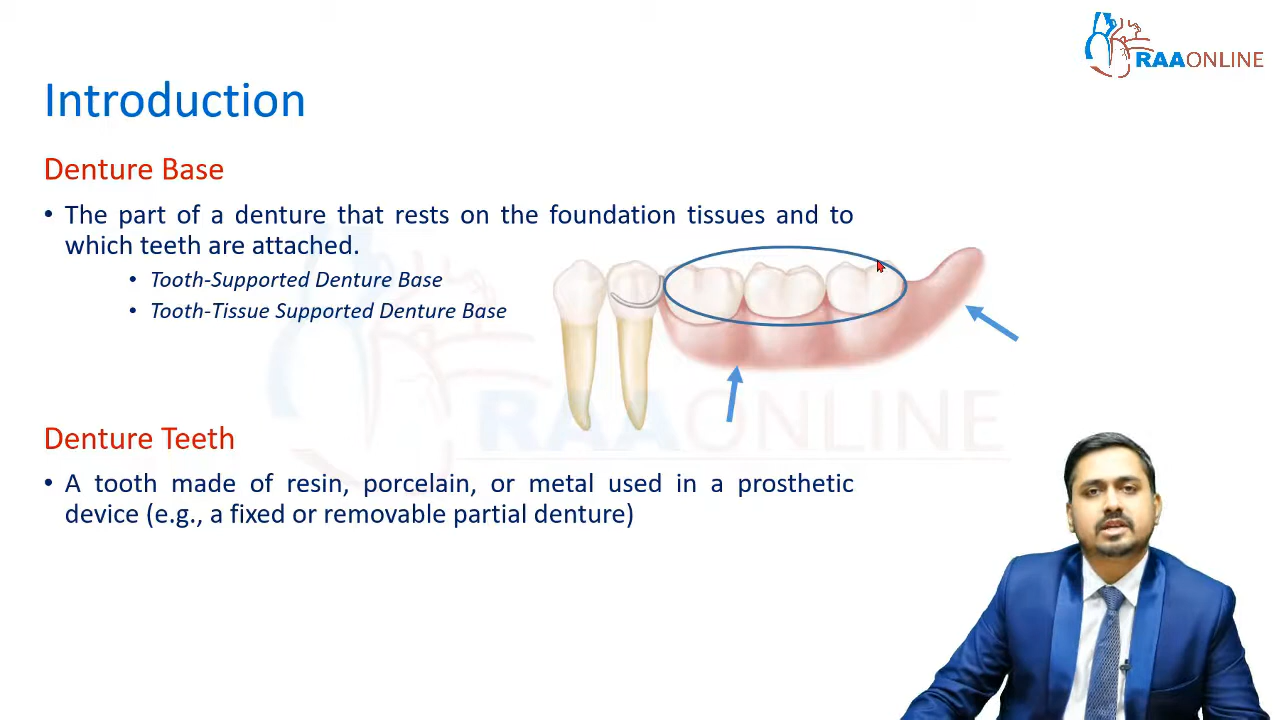 RAAONLINE
Introduction
Denture Base
• The part of a denture that rests on the foundation tissues and to
which teeth are attached.
• Tooth-Supported Denture Base
• Tooth-Tissue Supported Denture Base
RAAONLINE
Denture Teeth
• A tooth made of resin, porcelain, or metal used in a prosthetic
device (e.g., a fixed or removable partial denture)